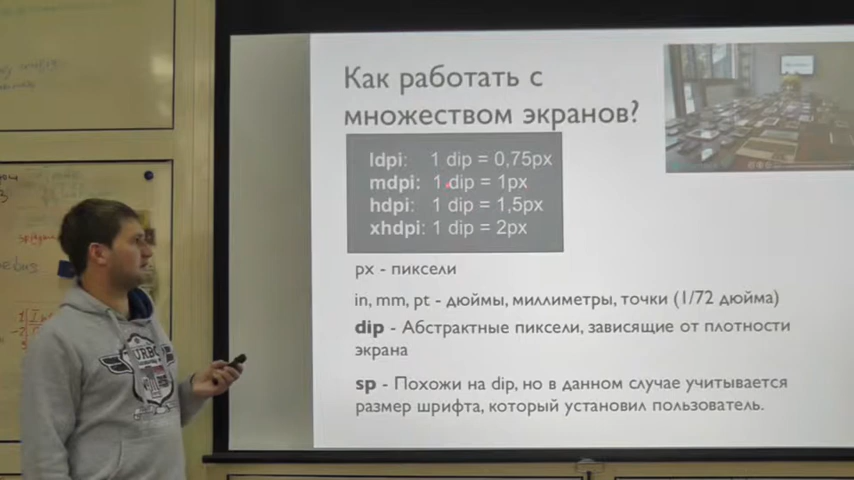 Как работать с
множеством экранов?
ldpi: 1 dip = 0,75px
mdpi: 1 dip = 1px
hdpi: 1 dip = 1,5px
xhdpi: 1 dip = 2px
px - пиксели
in, mm, pt - дюймы, миллиметры, точки (1/72 дюйма)
dip - Абстрактные пиксели, зависящие от плотности
экрана
sp - Похожи на dip, но в данном случае учитывается
размер шрифта, который установил пользователь.